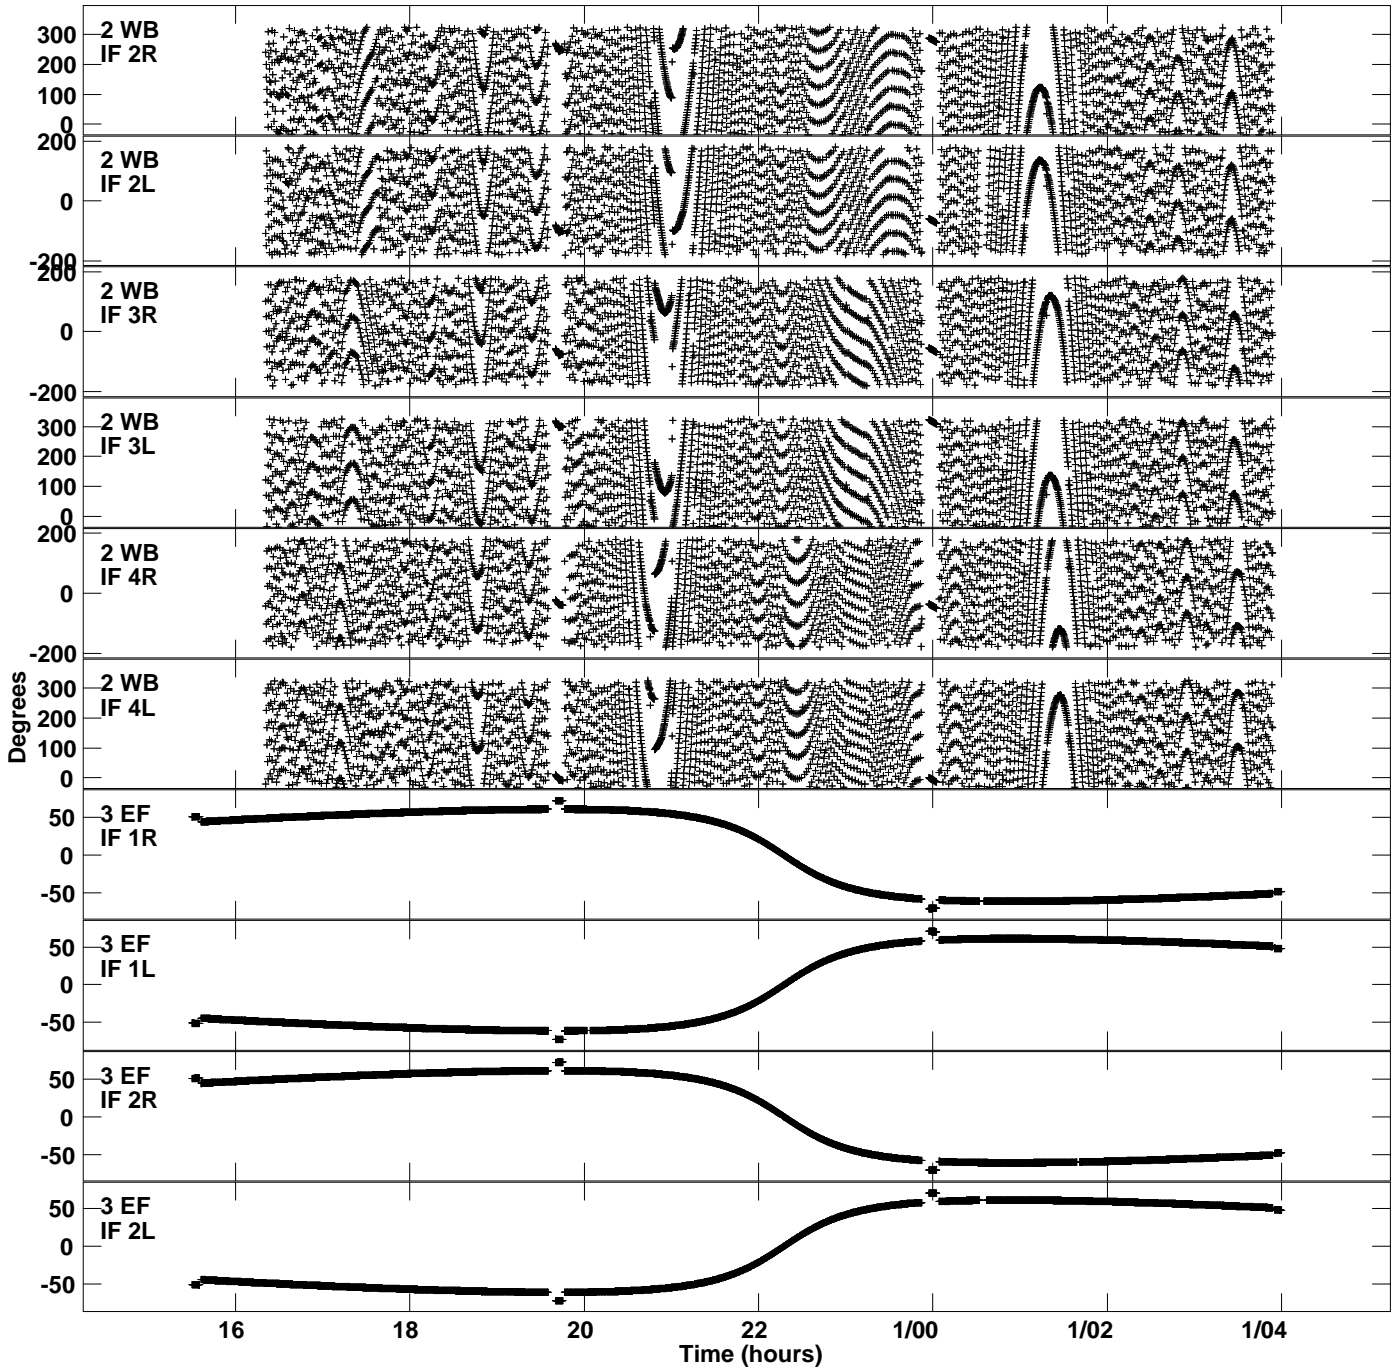 2 WB
IF 2R
300
200
100
0
2 WB
IF 2L
200
0
-200
2 WB
IF 3R
200
0
-200
2 WB
IF 3L
300
200
100
0
2 WB
IF 4R
200
0
-200
2 WB
IF 4L
300
200
100
0
Degrees
3 EF
IF 1R
50
0
-50
3 EF
IF 1L
50
0
-50
3 EF
IF 2R
50
0
-50
3 EF
IF 2L
50
0
-50
16 18 20 22 1/00 1/02 1/04
Time (hours)